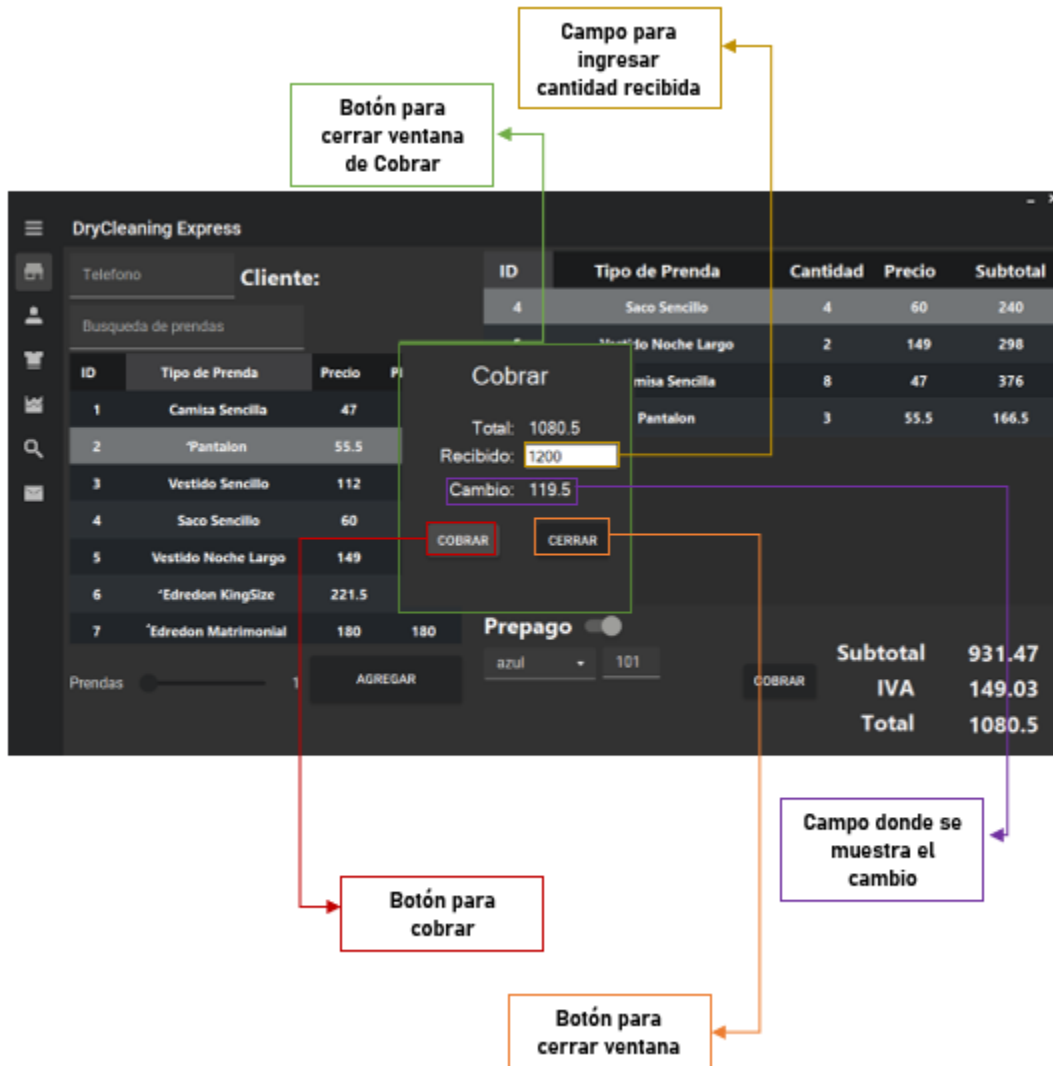 Campo para
ingresar
cantidad recibida
Botón para
cerrar ventana
de Cobrar
DryCleaning Express
Telefono
Cliente:
Busqueda de prendas
ID Tipo de Prenda Precio
1 Camisa Sencilla 47
2 *Pantalon 55.5
3 Vestido Sencillo 112
4 Saco Sencillo 60
5 Vestido Noche Largo 149
6 *Edredon KingSize 221.5
7 *Edredon Matrimonial 180 180
Prendas 1
AGREGAR
ID Tipo de Prenda Cantidad Precio Subtotal
4 Saco Sencillo 4 60 240
Vestido Noche Largo 2 149 298
misa Sencilla 8 47 376
Pantalon 3 55.5 166.5
Cobrar
Total: 1080.5
Recibido: 1200
Cambio: 119.5
COBRAR CERRAR
Prepago
azul 101
COBRAR
Subtotal 931.47
IVA 149.03
Total 1080.5
Campo donde se
muestra el
cambio
Botón para
cobrar
Botón para
cerrar ventana